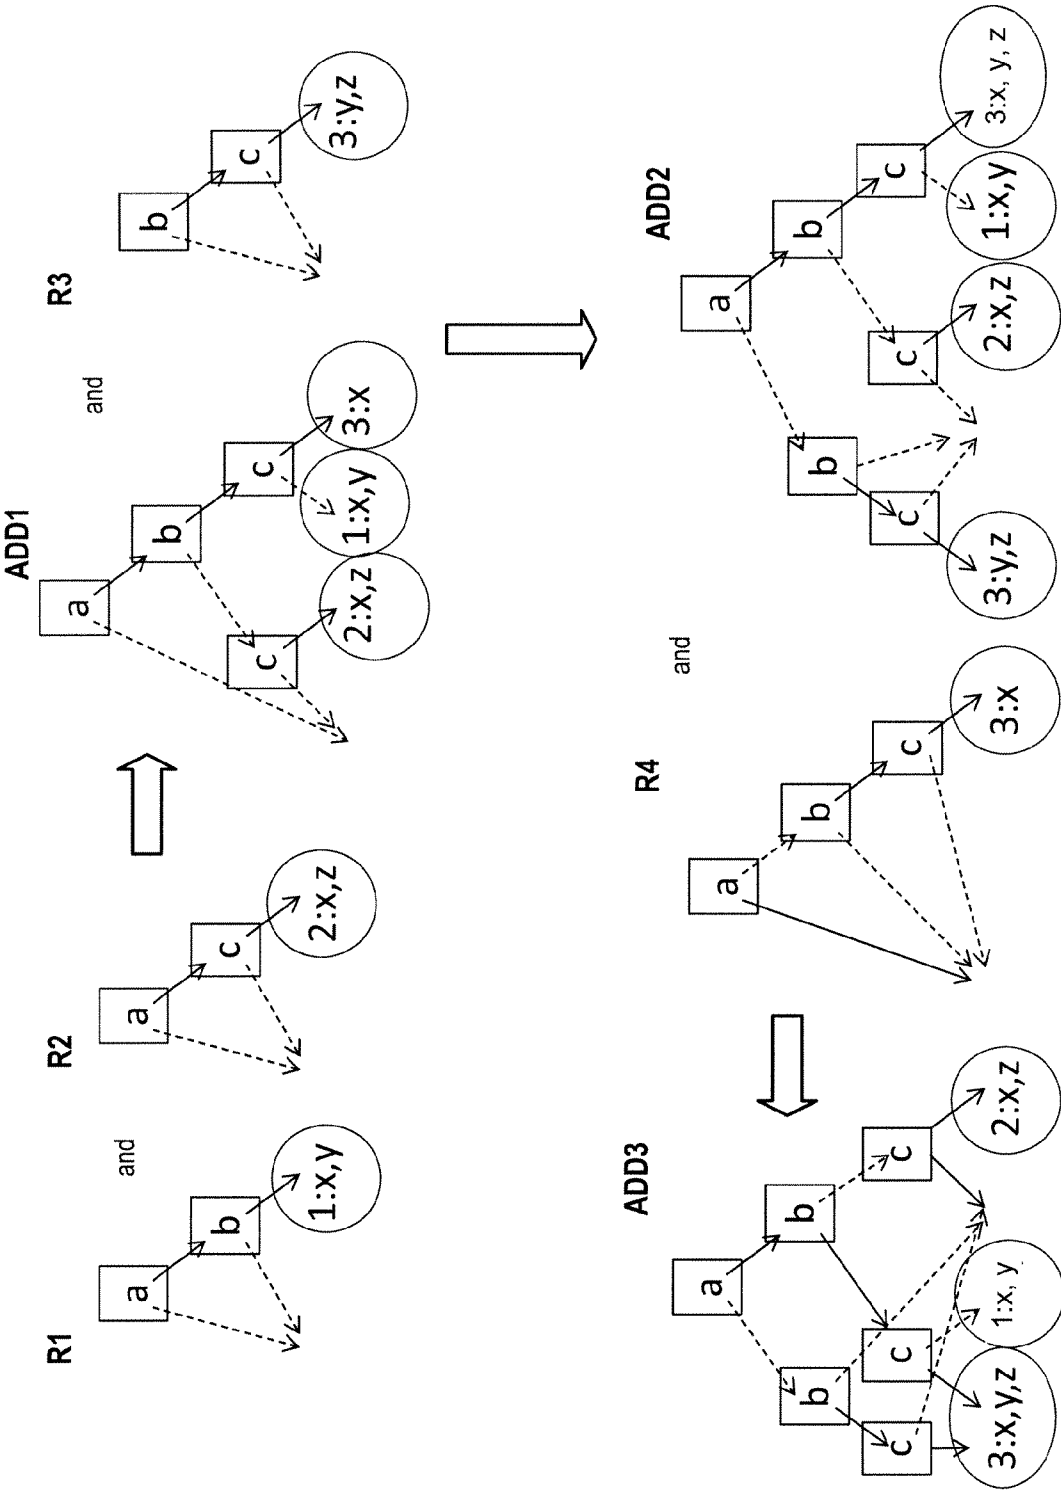 R1
a
b
1:x,y
and
R2
a
c
2:x,z
ADD1
a
b
c
c
2:x,z
1:x,y
3:x
and
R3
b
c
3:y,z
ADD3
a
b
b
c
c
c
3:x,y,z
1:x, y
2:x,z
R4
a
b
c
3:x
and
ADD2
a
b
b
c
c
c
3:y,z
2:x,z
1:x,y
3:x, y, z